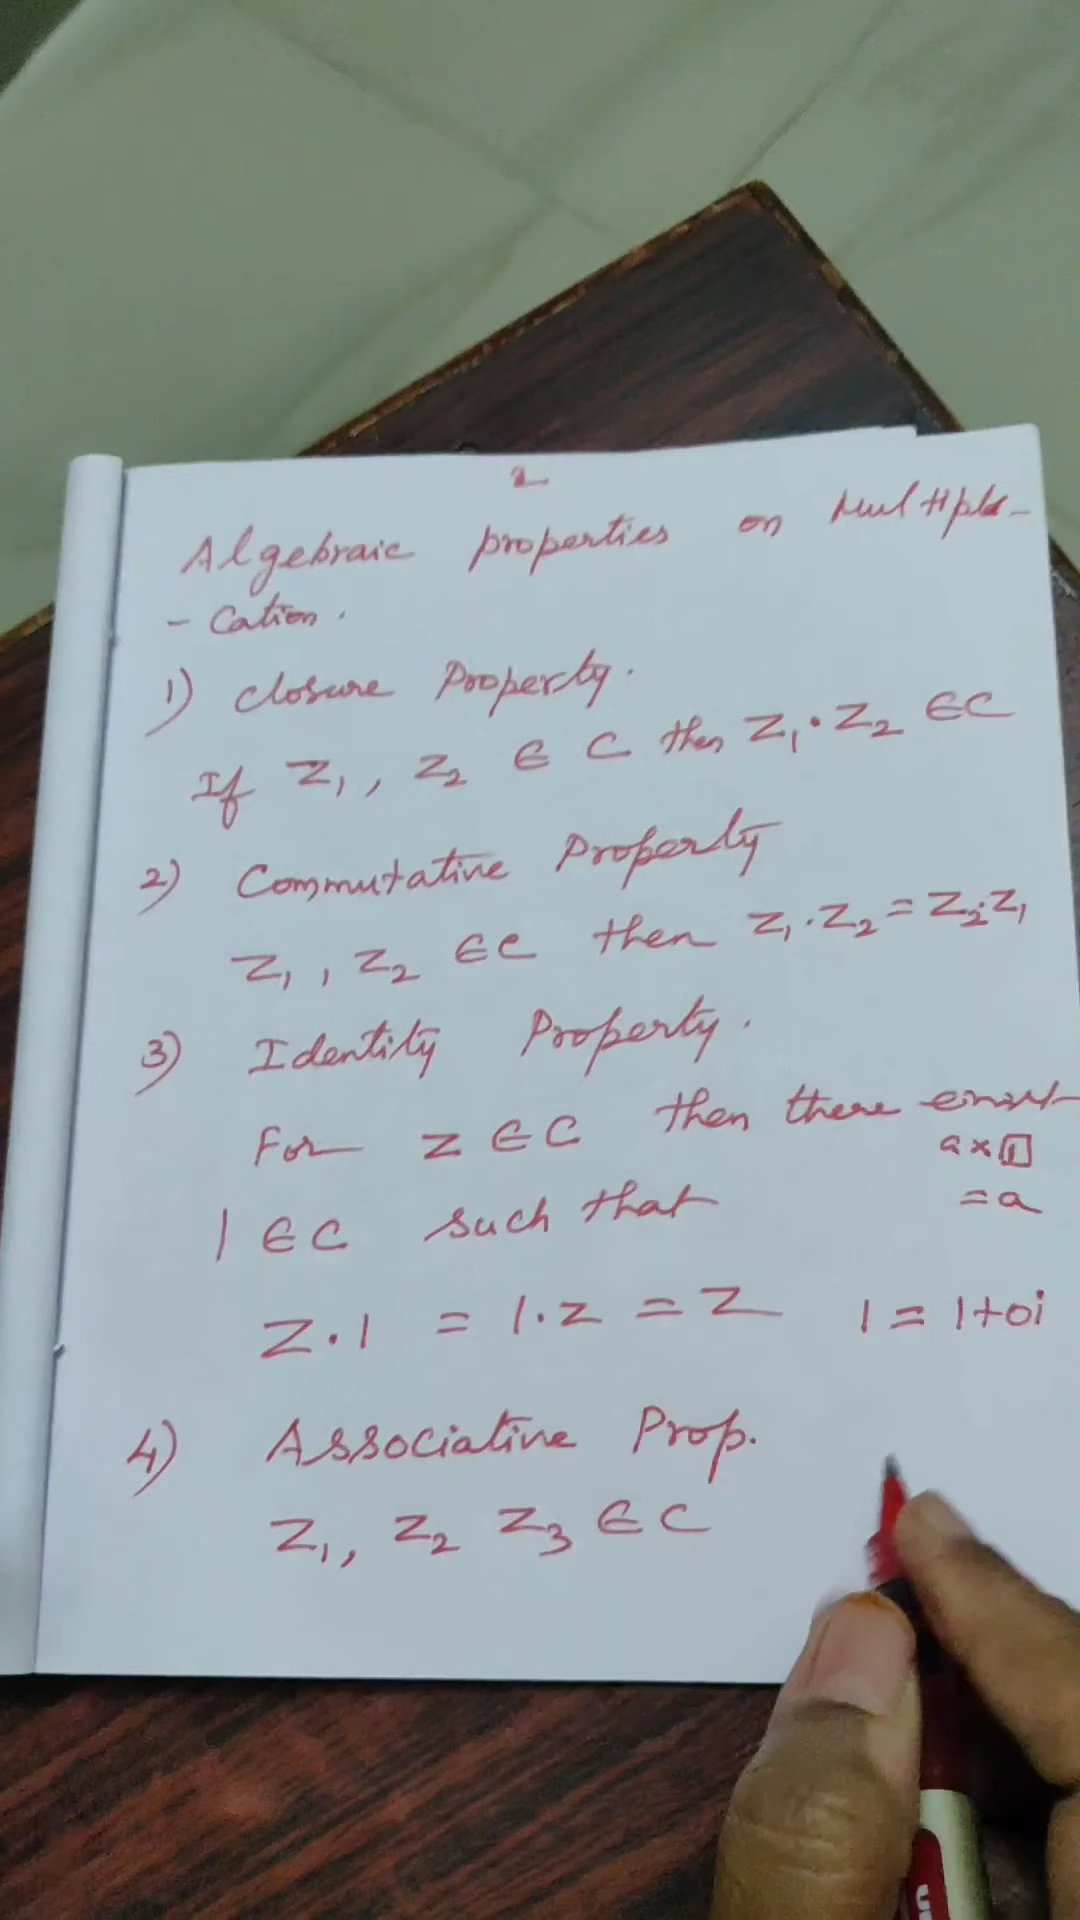 2
Algebraic properties on Multipli-
- cation.
1) closure Property.
If Z₁, Z₂ ∈ C then Z₁·Z₂ ∈ C
2) Commutative Property
Z₁, Z₂ ∈ C then Z₁·Z₂ = Z₂·Z₁
3) Identity Property.
For Z ∈ C then there exist
a × 1
1 ∈ C such that = a
Z·1 = 1·Z = Z 1 = 1+0i
4) Associative Prop.
Z₁, Z₂ Z₃ ∈ C